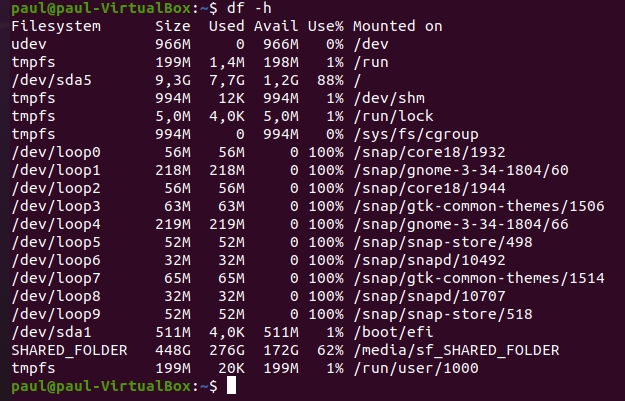 paul@paul-VirtualBox:~$ df -h
Filesystem      Size  Used Avail Use% Mounted on
udev            966M     0  966M   0% /dev
tmpfs           199M  1,4M  198M   1% /run
/dev/sda5       9,3G  7,7G  1,2G  88% /
tmpfs           994M   12K  994M   1% /dev/shm
tmpfs           5,0M  4,0K  5,0M   1% /run/lock
tmpfs           994M     0  994M   0% /sys/fs/cgroup
/dev/loop0       56M   56M     0 100% /snap/core18/1932
/dev/loop1      218M  218M     0 100% /snap/gnome-3-34-1804/60
/dev/loop2       56M   56M     0 100% /snap/core18/1944
/dev/loop3       63M   63M     0 100% /snap/gtk-common-themes/1506
/dev/loop4      219M  219M     0 100% /snap/gnome-3-34-1804/66
/dev/loop5       52M   52M     0 100% /snap/snap-store/498
/dev/loop6       32M   32M     0 100% /snap/snapd/10492
/dev/loop7       65M   65M     0 100% /snap/gtk-common-themes/1514
/dev/loop8       32M   32M     0 100% /snap/snapd/10707
/dev/loop9       52M   52M     0 100% /snap/snap-store/518
/dev/sda1       511M  4,0K  511M   1% /boot/efi
SHARED_FOLDER   448G  276G  172G  62% /media/sf_SHARED_FOLDER
tmpfs           199M   20K  199M   1% /run/user/1000
paul@paul-VirtualBox:~$